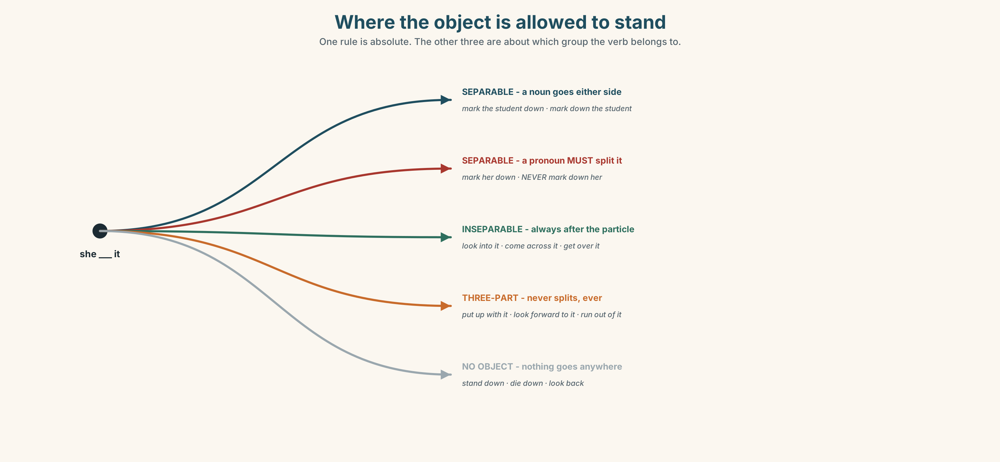 Where the object is allowed to stand
One rule is absolute. The other three are about which group the verb belongs to.
SEPARABLE - a noun goes either side
mark the student down · mark down the student
SEPARABLE - a pronoun MUST split it
mark her down · NEVER mark down her
INSEPARABLE - always after the particle
look into it · come across it · get over it
she ___ it
THREE-PART - never splits, ever
put up with it · look forward to it · run out of it
NO OBJECT - nothing goes anywhere
stand down · die down · look back